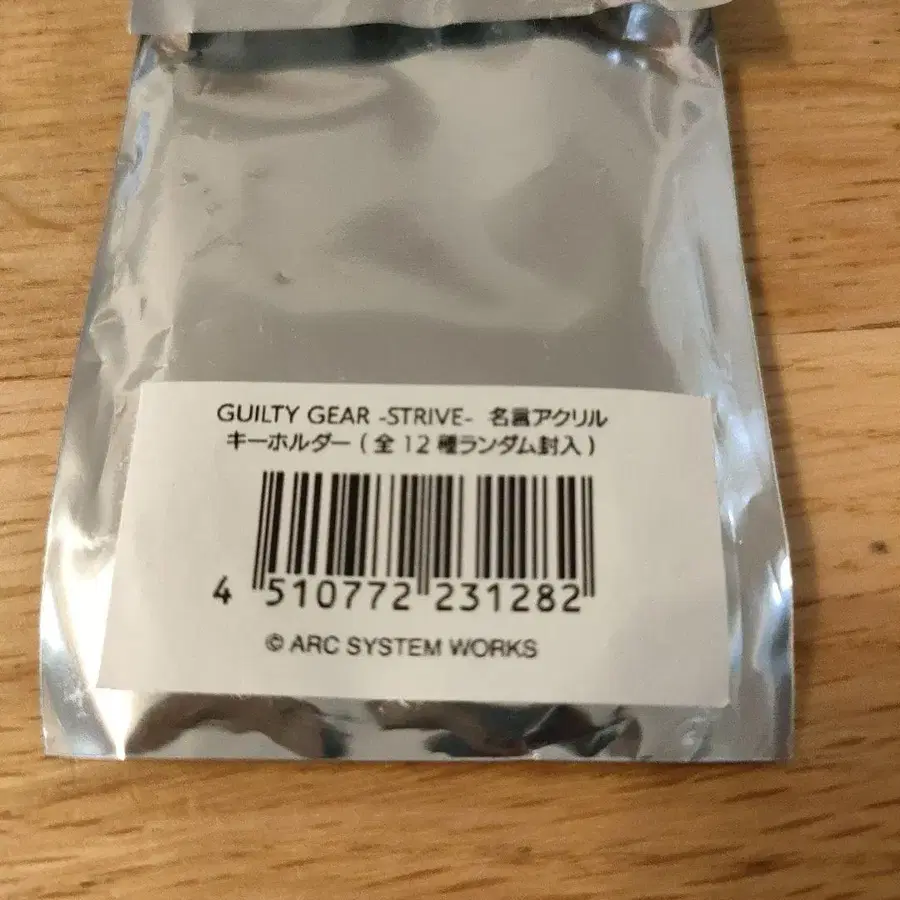 GUILTY GEAR -STRIVE- 名言アクリル
キーホルダー ( 全 12 種ランダム封入 )
4 510772 231282
© ARC SYSTEM WORKS